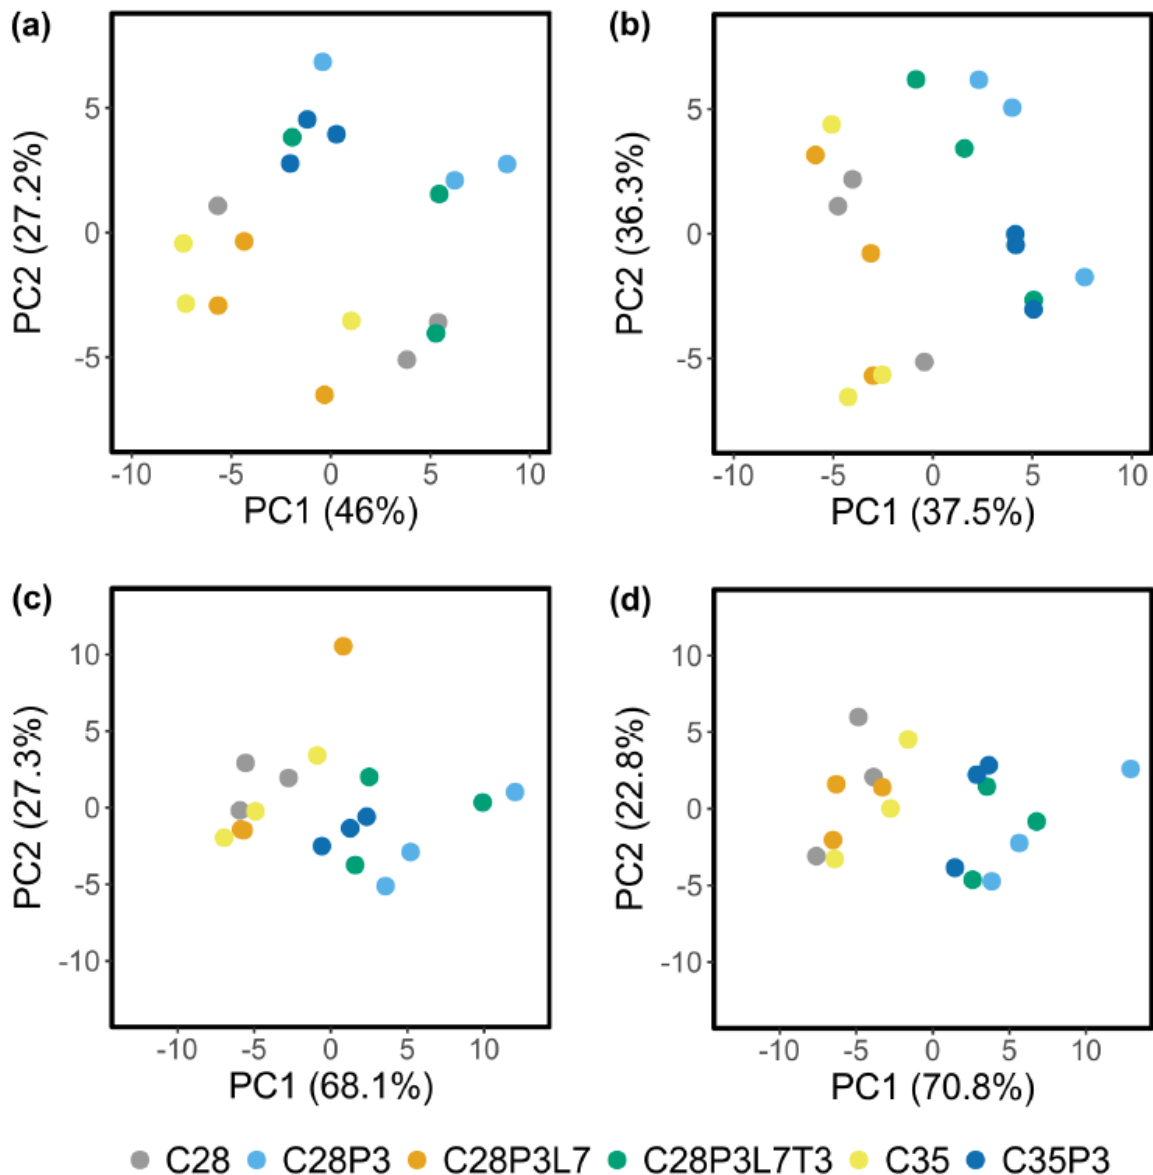 (a)
PC2 (27.2%)
5
0
-5
-10 -5 0 5 10
PC1 (46%)
(b)
PC2 (36.3%)
5
0
-5
-10 -5 0 5 10
PC1 (37.5%)
(c)
PC2 (27.3%)
10
5
0
-5
-10
-10 -5 0 5 10
PC1 (68.1%)
(d)
PC2 (22.8%)
10
5
0
-5
-10
-10 -5 0 5 10
PC1 (70.8%)
C28 C28P3 C28P3L7 C28P3L7T3 C35 C35P3